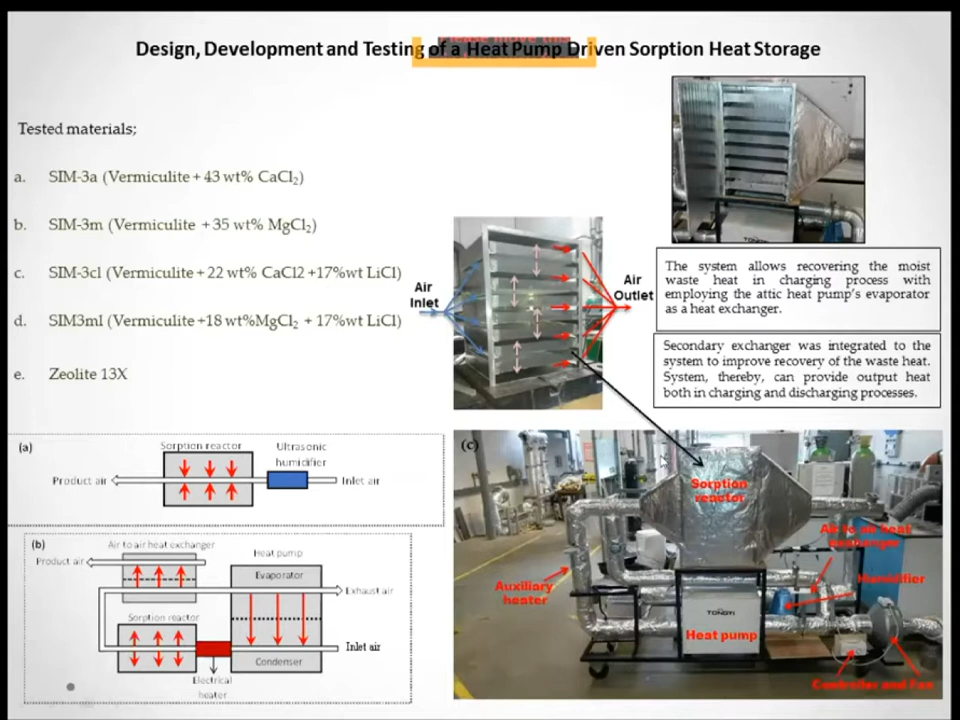 Design, Development and Testing of a Heat Pump Driven Sorption Heat Storage
Tested materials;
a. SIM-3a (Vermiculite + 43 wt% CaCl₂)
b. SIM-3m (Vermiculite + 35 wt% MgCl₂)
c. SIM-3cl (Vermiculite + 22 wt% CaCl2 +17%wt LiCl)
d. SIM3ml (Vermiculite +18 wt%MgCl₂ + 17%wt LiCl)
e. Zeolite 13X
Air
Inlet
Air
Outlet
The system allows recovering the moist
waste heat in charging process with
employing the attic heat pump's evaporator
as a heat exchanger.
Secondary exchanger was integrated to the
system to improve recovery of the waste heat.
System, thereby, can provide output heat
both in charging and discharging processes.
(a)
Sorption reactor
Ultrasonic
humidifier
Product air
Inlet air
(b)
Air to air heat exchanger
Heat pump
Product air
Evaporator
Exhaust air
Sorption reactor
Inlet air
Condenser
Electrical
heater
(c)
Sorption
reactor
Air to air heat
exchanger
Auxiliary
heater
Humidifier
TONGYI
Heat pump
Controller and Fan